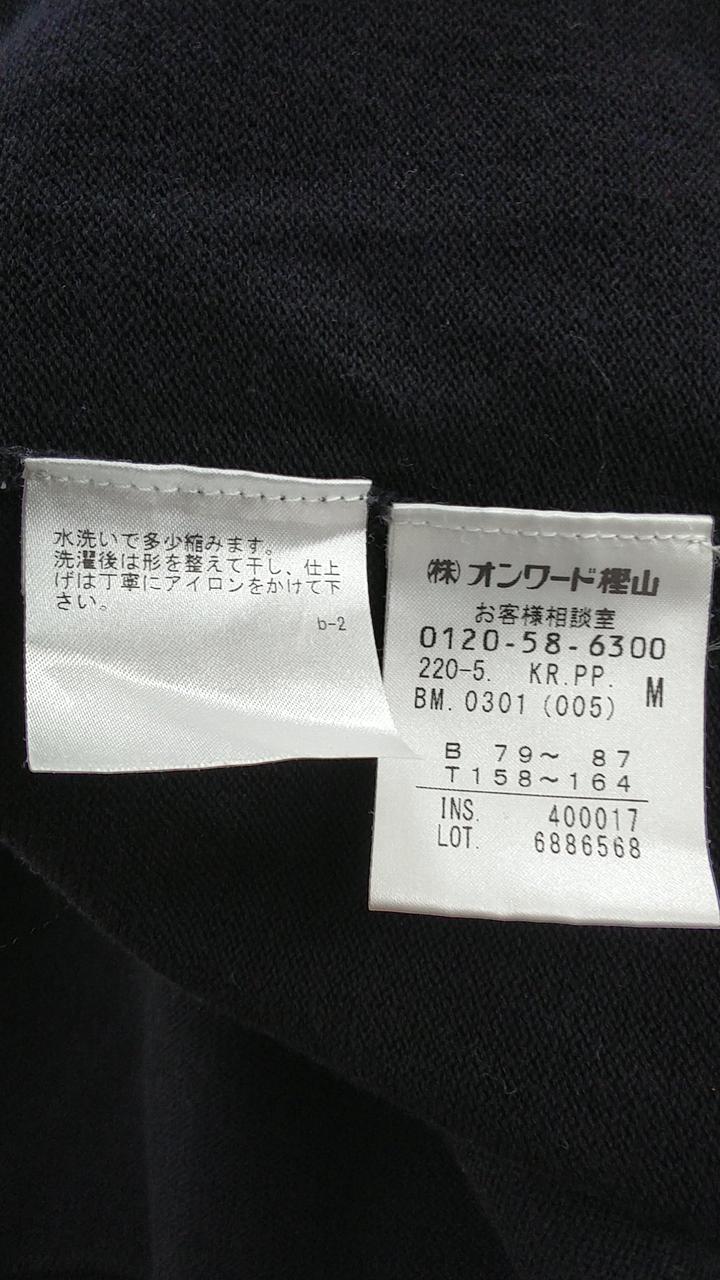 水洗いで多少縮みます。
洗濯後は形を整えて干し、仕上
げは丁寧にアイロンをかけて下
さい。
b-2
(株)オンワード樫山
お客様相談室
0120-58-6300
220-5. KR.PP. M
BM. 0301 (005)
B 79〜 87
T158〜164
INS. 400017
LOT. 6886568